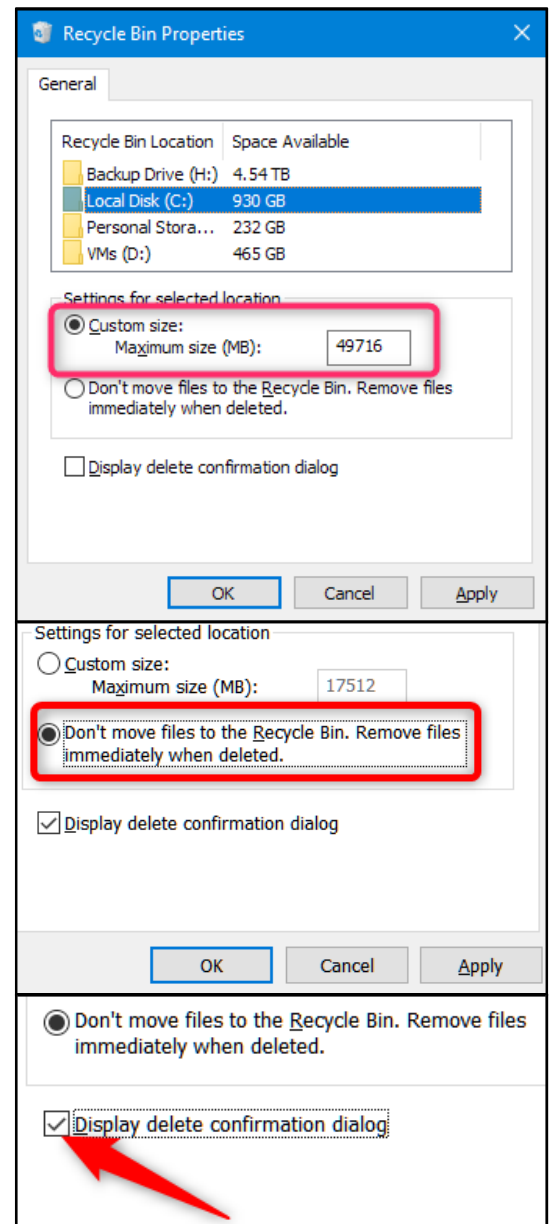 Recycle Bin Properties
General
Recycle Bin Location Space Available
Backup Drive (H:) 4.54 TB
Local Disk (C:) 930 GB
Personal Stora... 232 GB
VMs (D:) 465 GB
Settings for selected location
Custom size:
Maximum size (MB): 49716
Don't move files to the Recycle Bin. Remove files
immediately when deleted.
Display delete confirmation dialog
OK Cancel Apply
Settings for selected location
Custom size:
Maximum size (MB): 17512
Don't move files to the Recycle Bin. Remove files
immediately when deleted.
Display delete confirmation dialog
OK Cancel Apply
Don't move files to the Recycle Bin. Remove files
immediately when deleted.
Display delete confirmation dialog